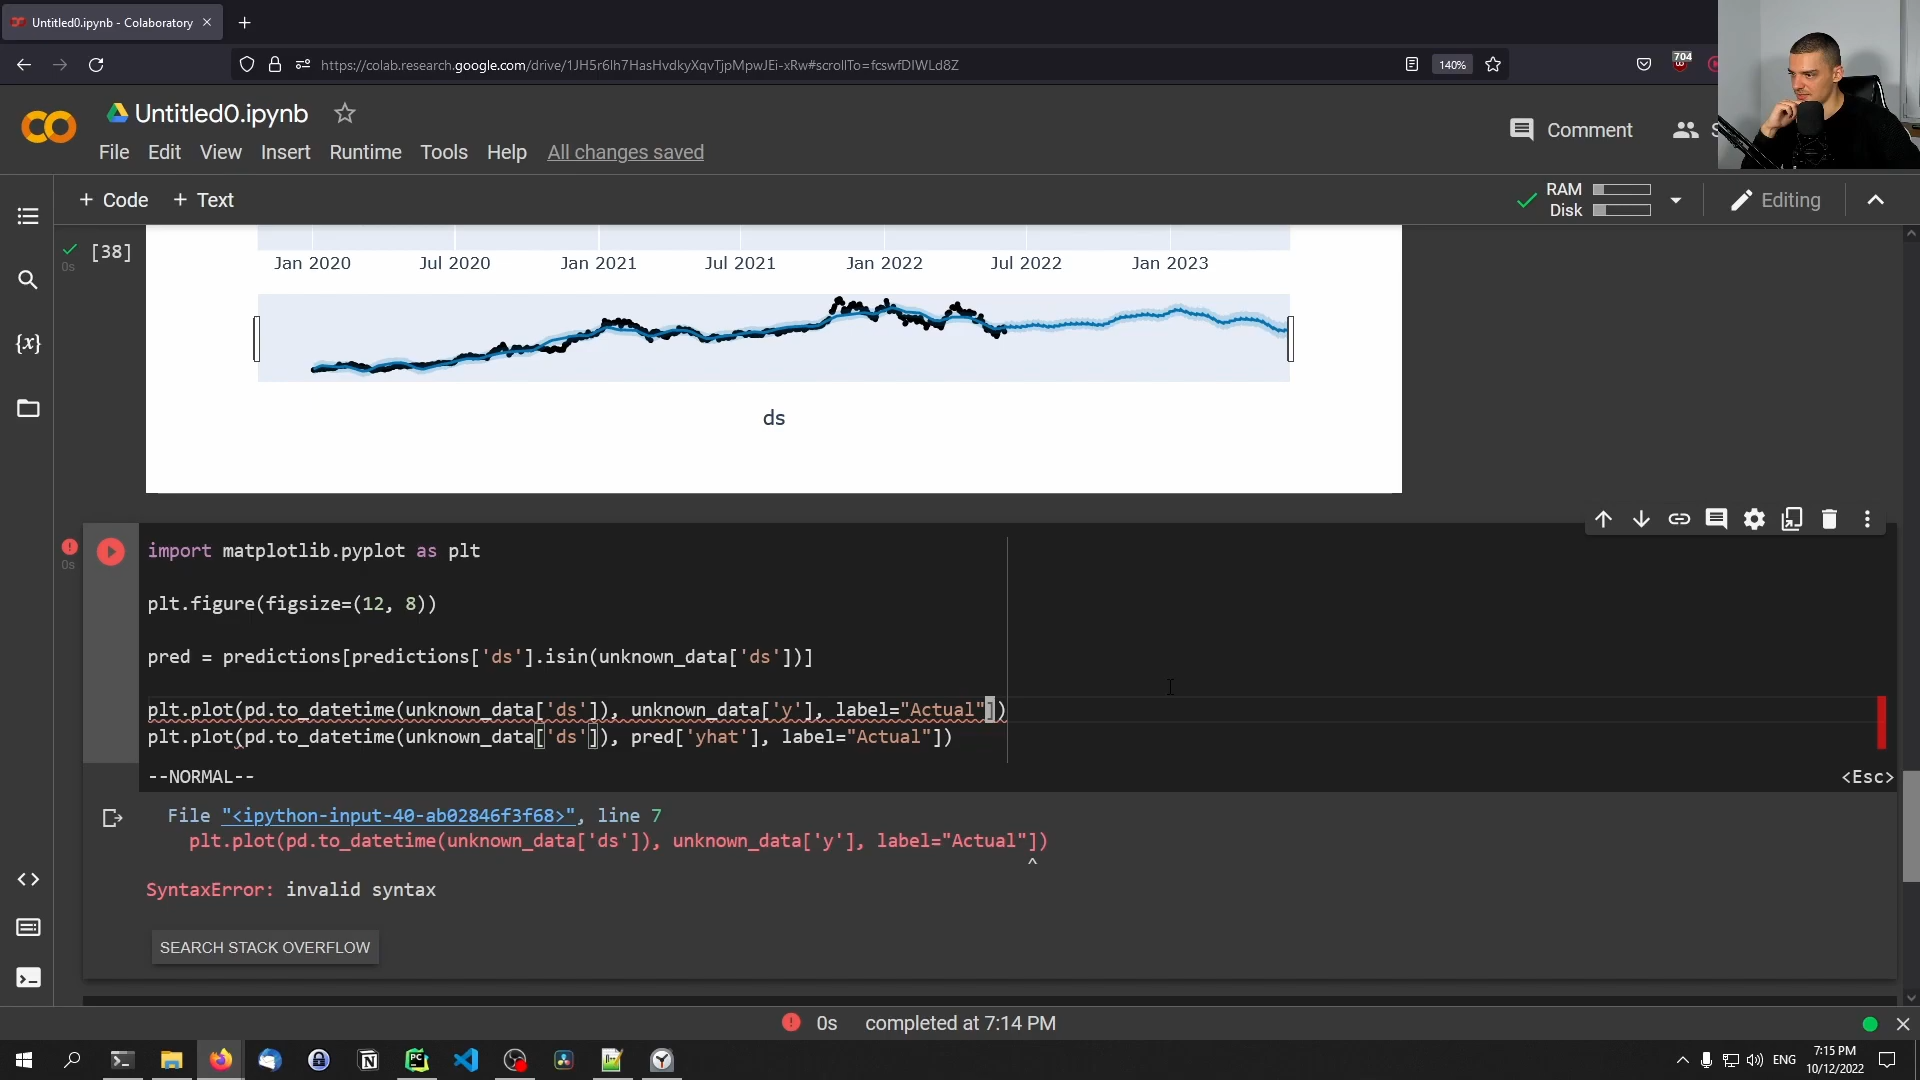 Untitled0.ipynb - Colaboratory
https://colab.research.google.com/drive/1JH5r6lh7HasHvdkyXqvTjpMpwJEi-xRw#scrollTo=fcswfDIWLd8Z
140%
704
Untitled0.ipynb
File Edit View Insert Runtime Tools Help All changes saved
Comment
+ Code + Text
RAM
Disk
Editing
[38]
0s
Jan 2020 Jul 2020 Jan 2021 Jul 2021 Jan 2022 Jul 2022 Jan 2023
ds
0s
import matplotlib.pyplot as plt
plt.figure(figsize=(12, 8))
pred = predictions[predictions['ds'].isin(unknown_data['ds'])]
plt.plot(pd.to_datetime(unknown_data['ds']), unknown_data['y'], label="Actual"])
plt.plot(pd.to_datetime(unknown_data['ds']), pred['yhat'], label="Actual"])
--NORMAL--
<Esc>
File "<ipython-input-40-ab02846f3f68>", line 7
plt.plot(pd.to_datetime(unknown_data['ds']), unknown_data['y'], label="Actual"])
^
SyntaxError: invalid syntax
SEARCH STACK OVERFLOW
0s completed at 7:14 PM
ENG
7:15 PM
10/12/2022